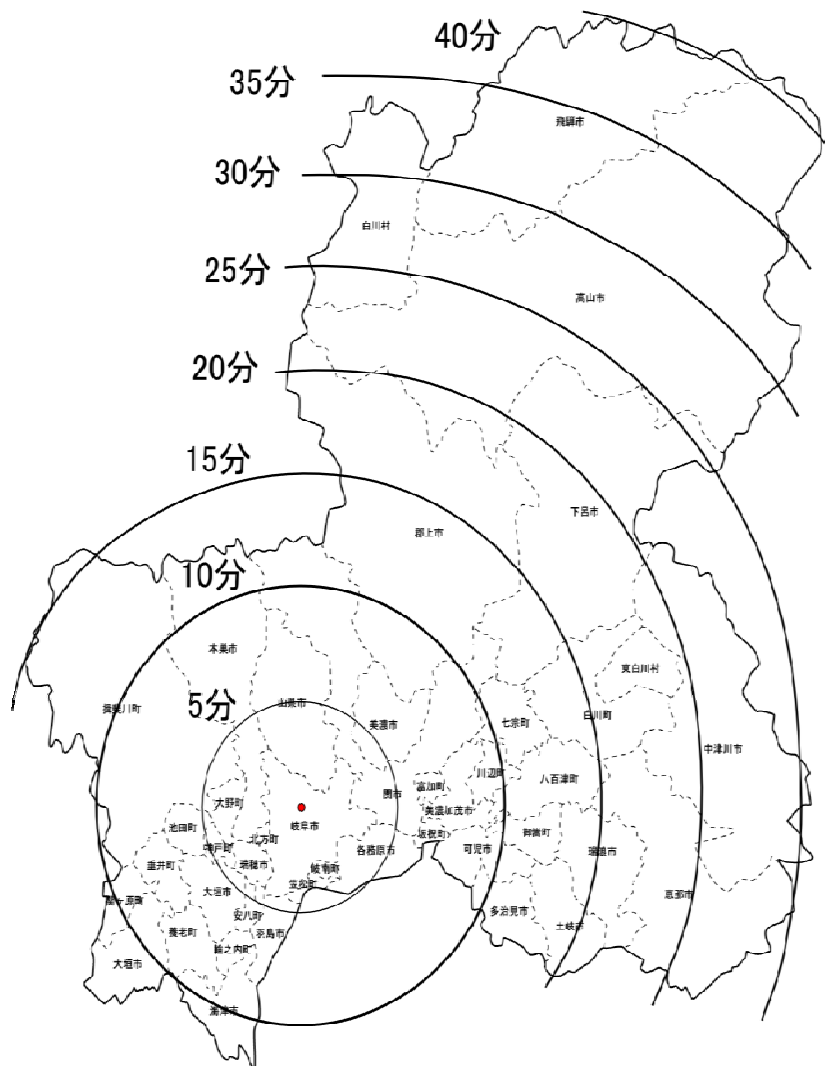 40分
35分
飛騨市
30分
白川村
25分
高山市
20分
15分
下呂市
郡上市
10分
本巣市
東白川村
5分
山県市
揖斐川町
美濃市
七宗町
白川町
中津川市
川辺町
八百津町
富加町
関市
大野町
美濃加茂市
岐阜市
池田町
坂祝町
御嵩町
北方町
神戸町
各務原市
可児市
瑞浪市
垂井町
瑞穂市
岐南町
笠松町
大垣市
恵那市
関ヶ原町
安八町
多治見市
土岐市
養老町
羽島市
輪之内町
大垣市
海津市